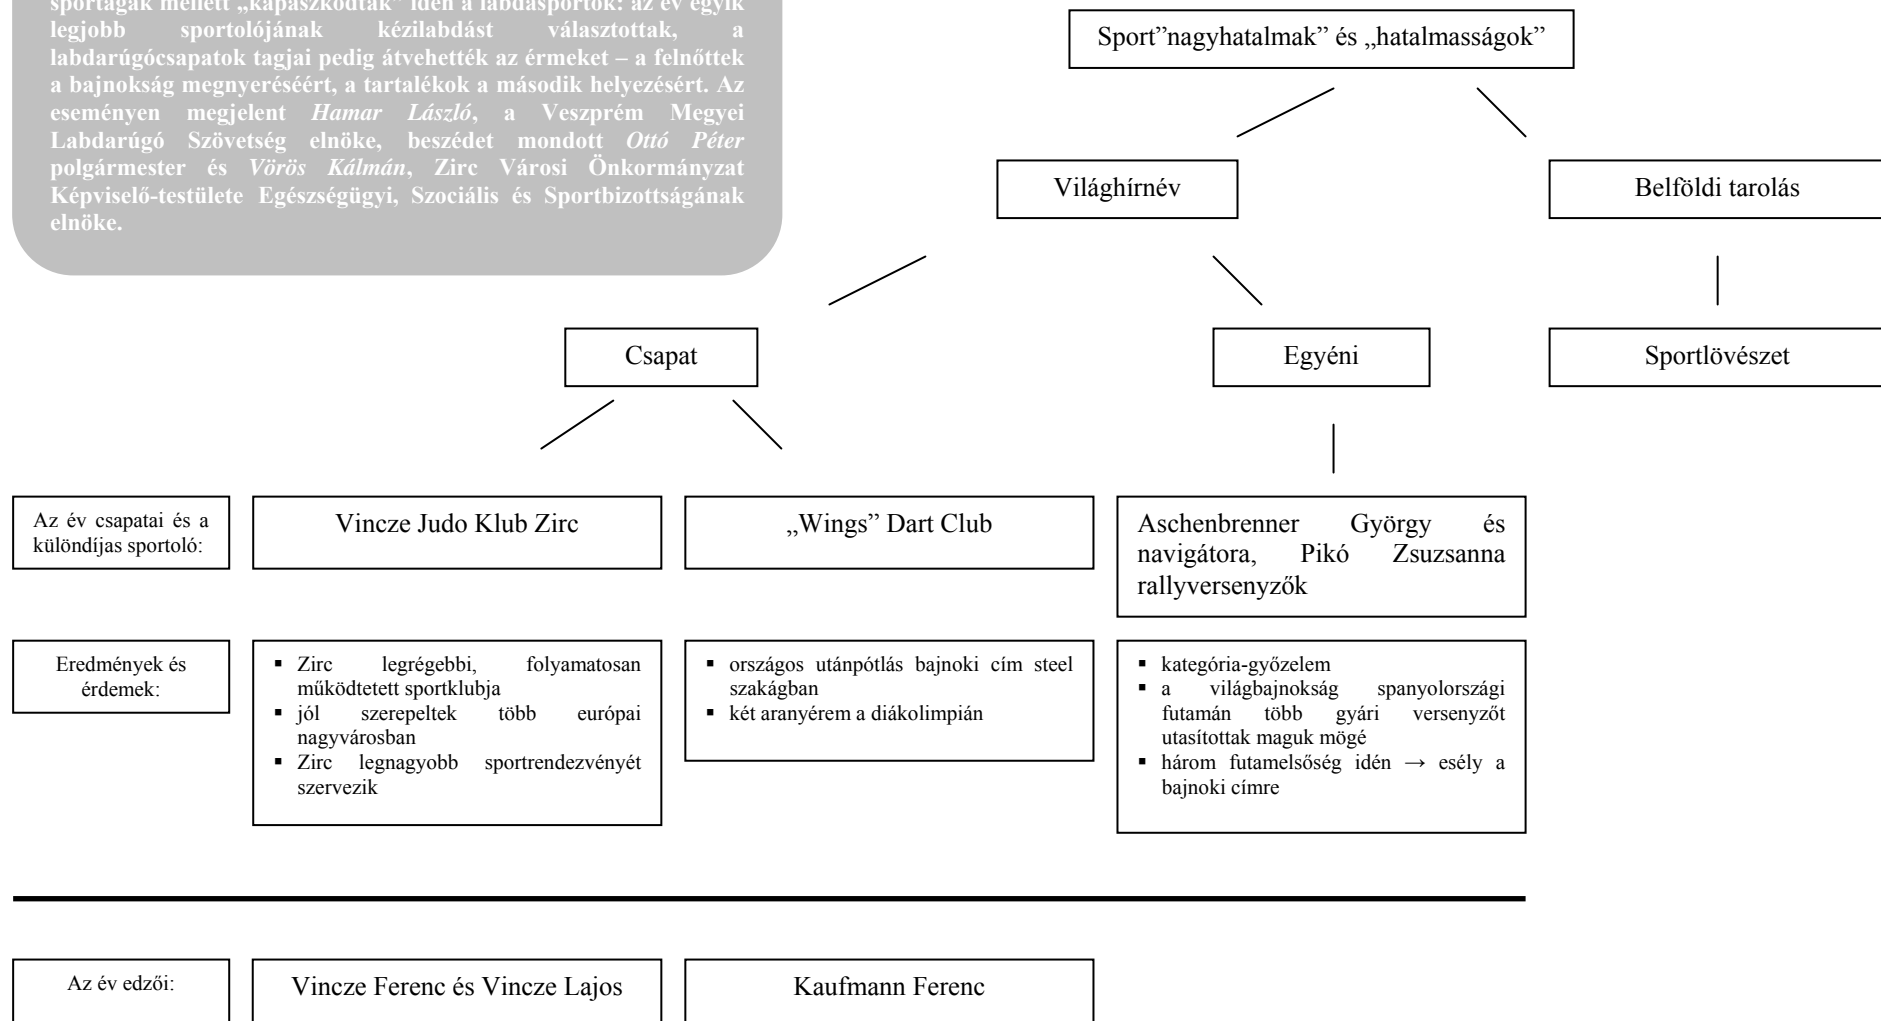 sportágak mellett „kapaszkodtak” idén a labdasportok: az év egyik
legjobb sportolójának kézilabdást választottak, a
labdarúgócsapatok tagjai pedig átvehették az érmeket – a felnőttek
a bajnokság megnyeréséért, a tartalékok a második helyezésért. Az
eseményen megjelent Hamar László, a Veszprém Megyei
Labdarúgó Szövetség elnöke, beszédet mondott Ottó Péter
polgármester és Vörös Kálmán, Zirc Városi Önkormányzat
Képviselő-testülete Egészségügyi, Szociális és Sportbizottságának
elnöke.
Sport”nagyhatalmak” és „hatalmasságok”
Világhírnév
Belföldi tarolás
Csapat
Egyéni
Sportlövészet
Az év csapatai és a
különdíjas sportoló:
Vincze Judo Klub Zirc
„Wings” Dart Club
Aschenbrenner György és
navigátora, Pikó Zsuzsanna
rallyversenyzők
Eredmények és
érdemek:
▪ Zirc legrégebbi, folyamatosan
működtetett sportklubja
▪ jól szerepeltek több európai
nagyvárosban
▪ Zirc legnagyobb sportrendezvényét
szervezik
▪ országos utánpótlás bajnoki cím steel
szakágban
▪ két aranyérem a diákolimpián
▪ kategória-győzelem
▪ a világbajnokság spanyolországi
futamán több gyári versenyzőt
utasítottak maguk mögé
▪ három futamelsőség idén → esély a
bajnoki címre
Az év edzői:
Vincze Ferenc és Vincze Lajos
Kaufmann Ferenc